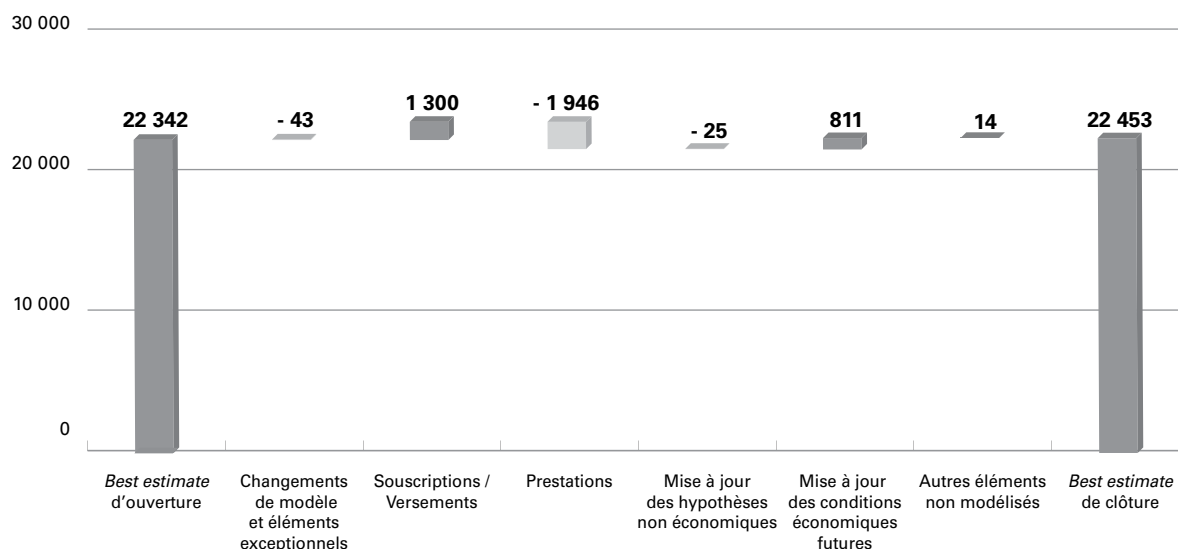 30 000
20 000
10 000
0
22 342
- 43
1 300
- 1 946
- 25
811
14
22 453
Best estimate
d’ouverture
Changements
de modèle
et éléments
exceptionnels
Souscriptions /
Versements
Prestations
Mise à jour
des hypothèses
non économiques
Mise à jour
des conditions
économiques
futures
Autres éléments
non modélisés
Best estimate
de clôture